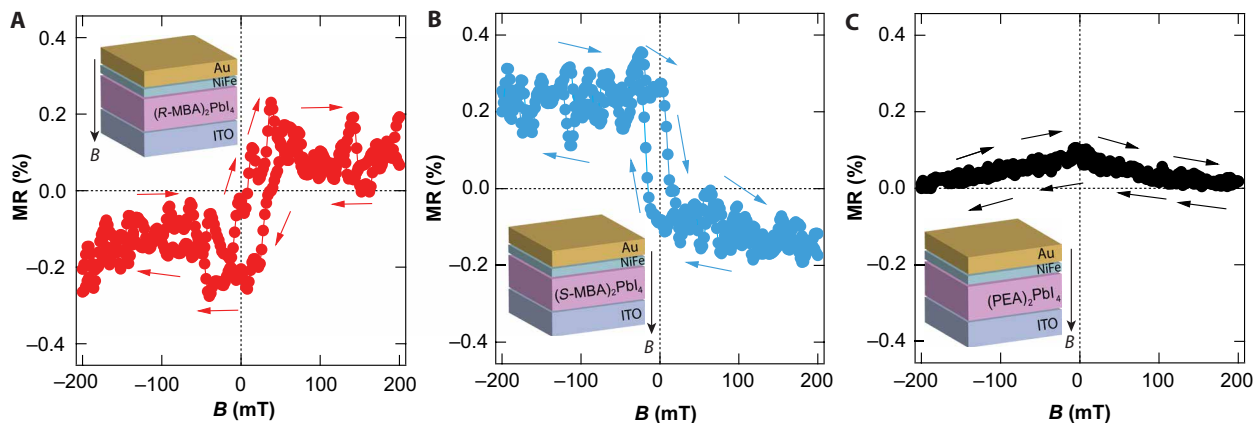 A
MR (%)
0.4
0.2
0.0
–0.2
–0.4
–200
–100
0
100
200
B (mT)
Au
NiFe
(R-MBA)₂PbI₄
ITO
B
B
MR (%)
0.4
0.2
0.0
–0.2
–0.4
–200
–100
0
100
200
B (mT)
Au
NiFe
(S-MBA)₂PbI₄
ITO
B
C
MR (%)
0.4
0.2
0.0
–0.2
–0.4
–200
–100
0
100
200
B (mT)
Au
NiFe
(PEA)₂PbI₄
ITO
B